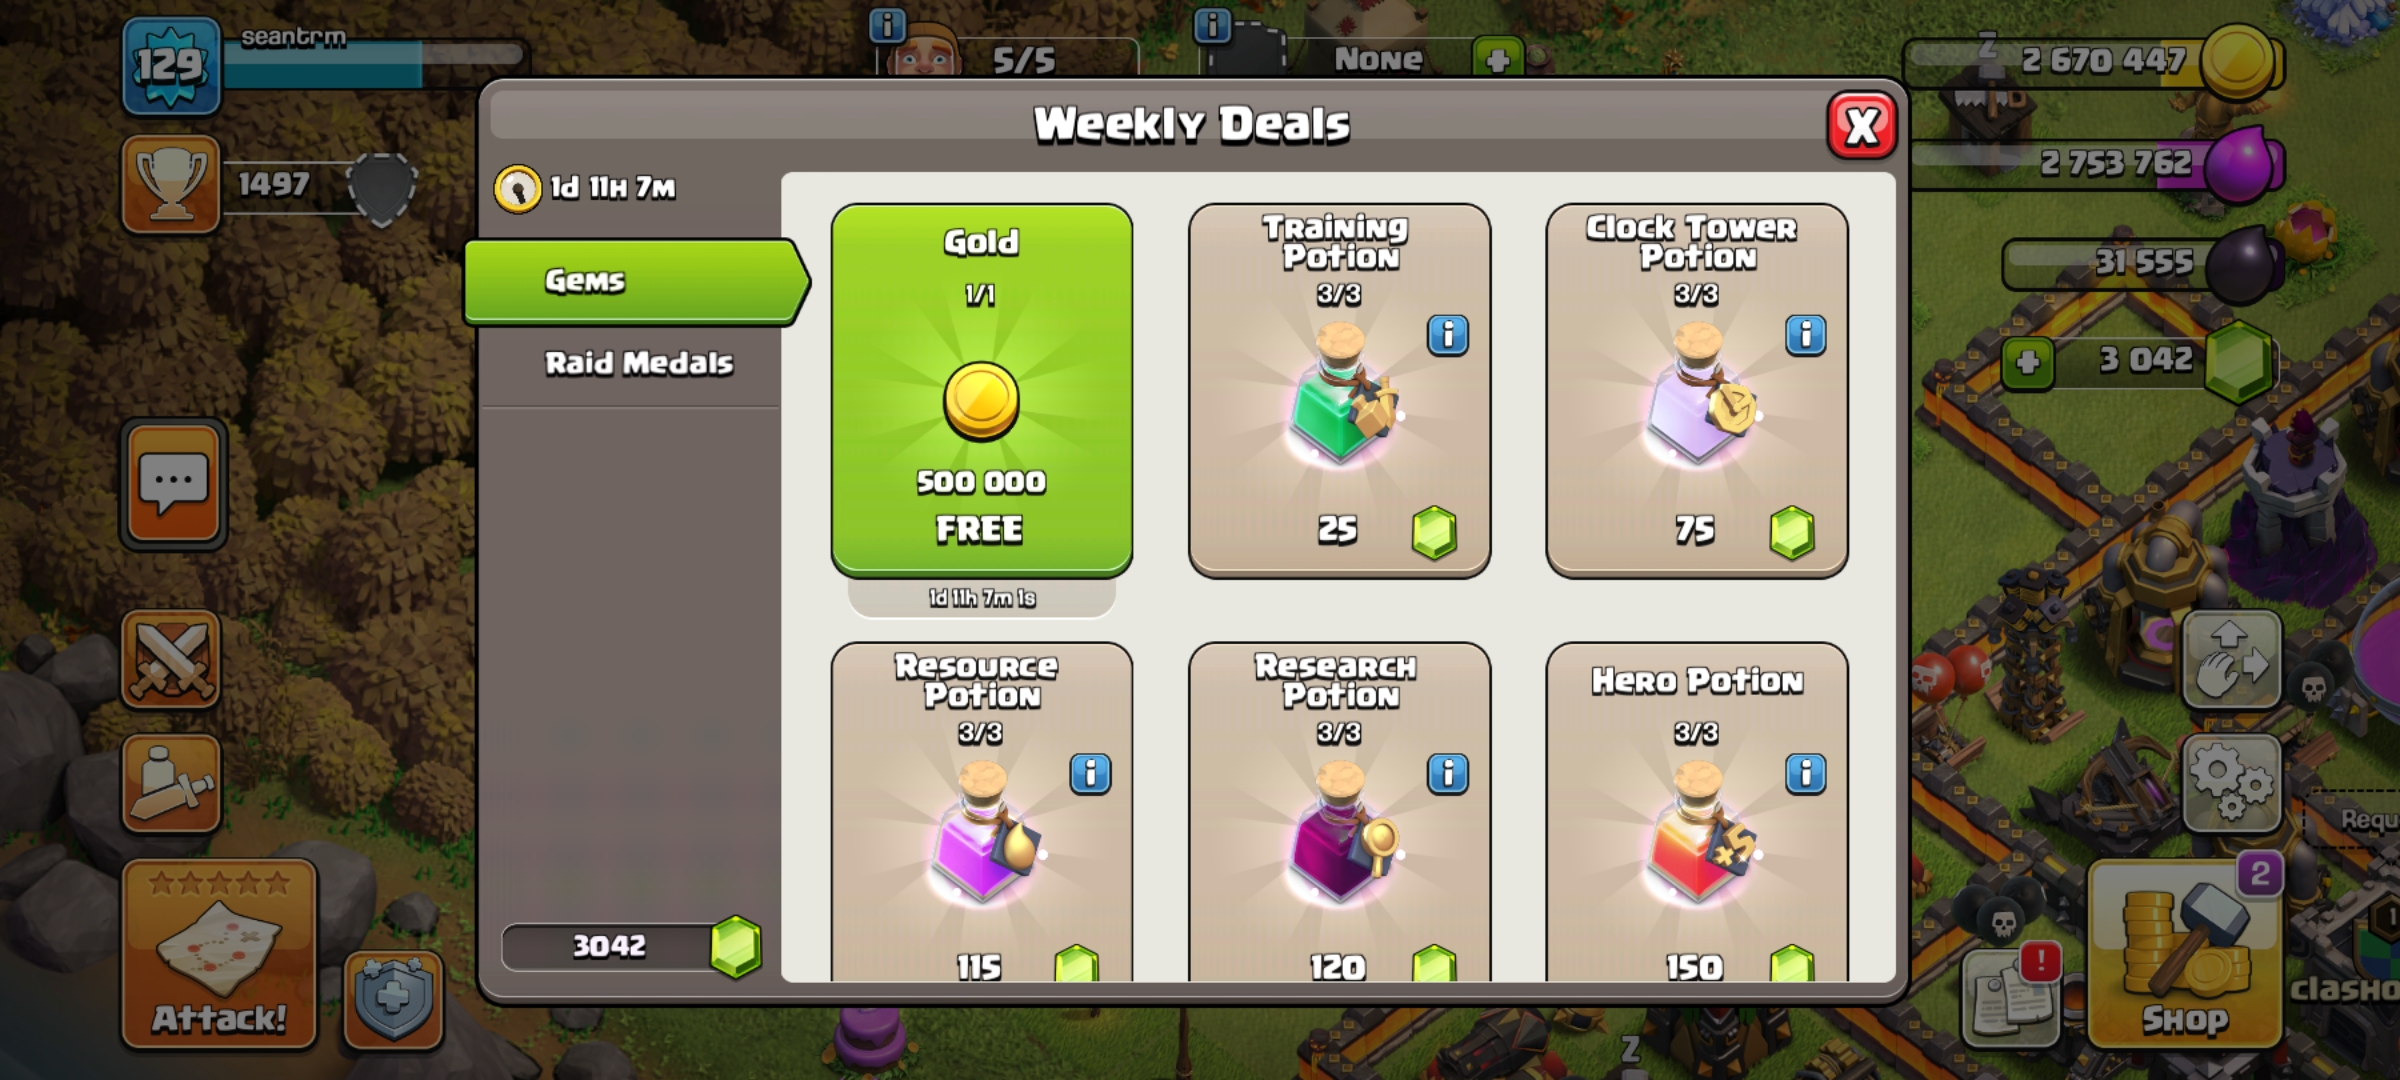 129
seantrm
5/5
None
2 670 447
1497
2 753 762
31 555
3 042
Weekly Deals
X
1d 11h 7m
Gems
Raid Medals
3042
Gold
1/1
500 000
FREE
1d 11h 7m 1s
Training
Potion
3/3
25
Clock Tower
Potion
3/3
75
Resource
Potion
3/3
115
Research
Potion
3/3
120
Hero Potion
3/3
x5
150
Attack!
Requ
2
!
Shop
clasho
Z
Z